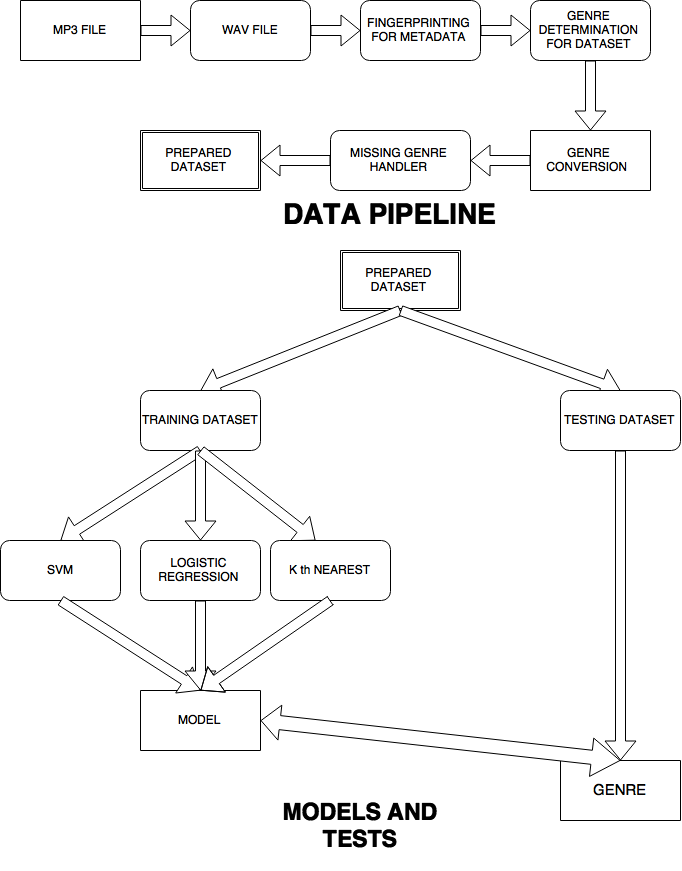 MP3 FILE
WAV FILE
FINGERPRINTING
FOR METADATA
GENRE
DETERMINATION
FOR DATASET
PREPARED
DATASET
MISSING GENRE
HANDLER
GENRE
CONVERSION
DATA PIPELINE
PREPARED
DATASET
TRAINING DATASET
TESTING DATASET
SVM
LOGISTIC
REGRESSION
K th NEAREST
MODEL
GENRE
MODELS AND
TESTS